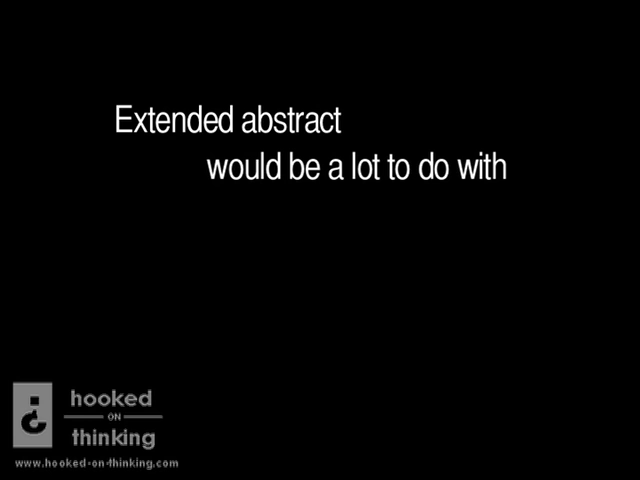 Extended abstract
would be a lot to do with
¿
hooked
ON
thinking
www.hooked-on-thinking.com